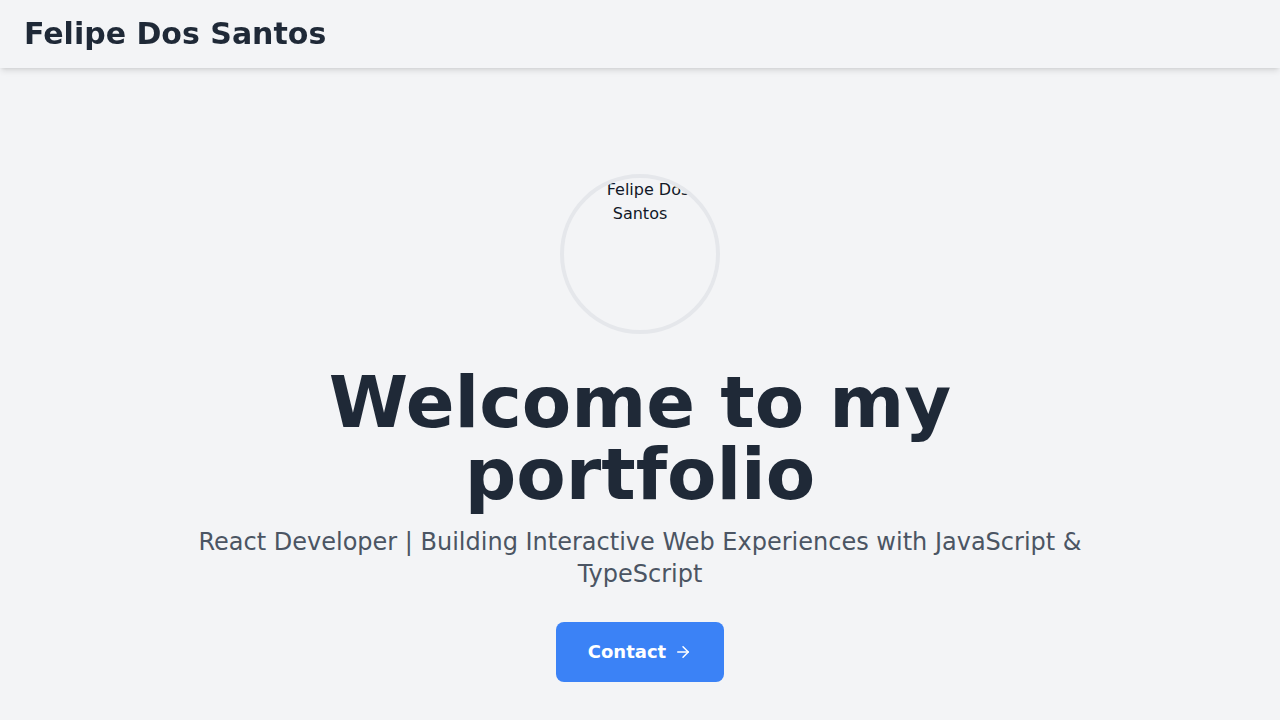 Felipe Dos Santos
Felipe Dos
Santos
Welcome to my
portfolio
React Developer | Building Interactive Web Experiences with JavaScript &
TypeScript
Contact →